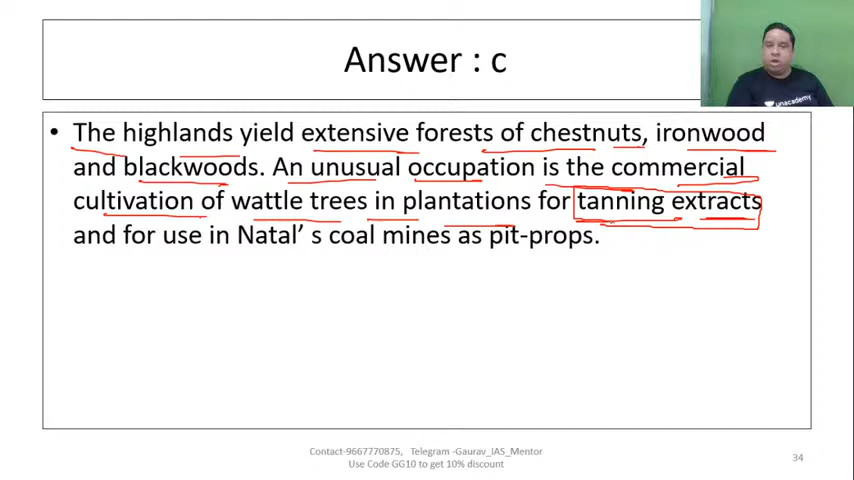 Answer : c
unacademy
• The highlands yield extensive forests of chestnuts, ironwood
and blackwoods. An unusual occupation is the commercial
cultivation of wattle trees in plantations for tanning extracts
and for use in Natal’ s coal mines as pit-props.
Contact-9667770875, Telegram -Gaurav_IAS_Mentor
Use Code GG10 to get 10% discount
34